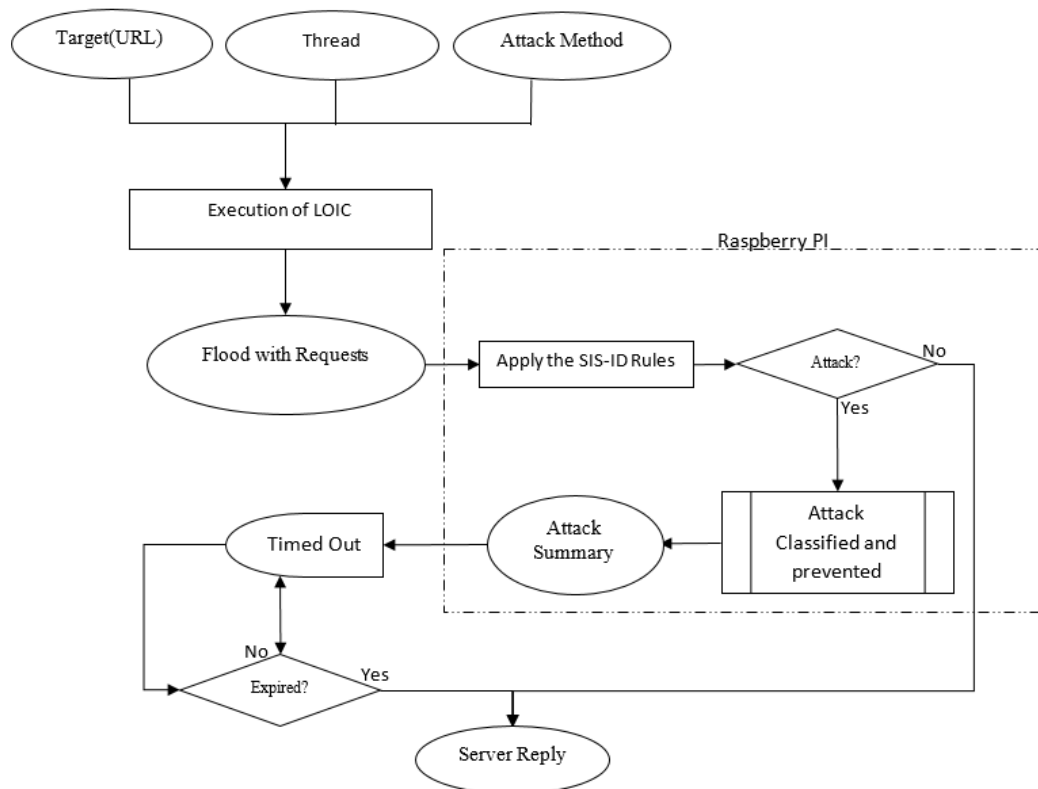 Target(URL)
Thread
Attack Method
Execution of LOIC
Raspberry PI
Flood with Requests
Apply the SIS-ID Rules
Attack?
No
Yes
Attack
Classified and
prevented
Attack
Summary
Timed Out
No
Expired?
Yes
Server Reply